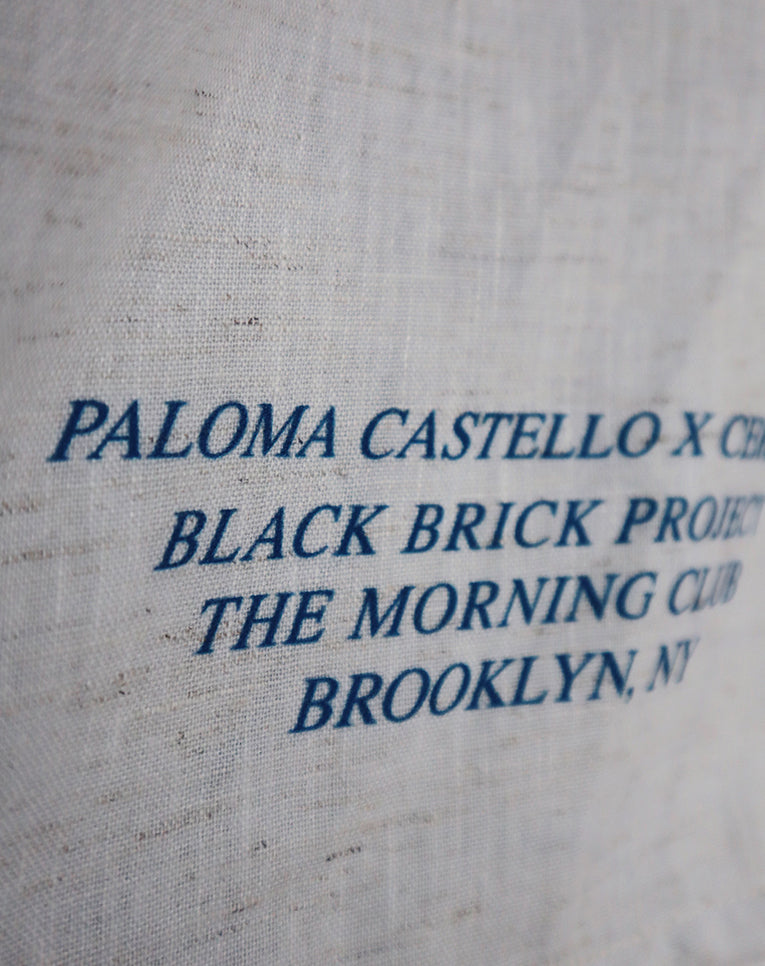 PALOMA CASTELLO X
BLACK BRICK PROJECT
THE MORNING CLUB
BROOKLYN, NY